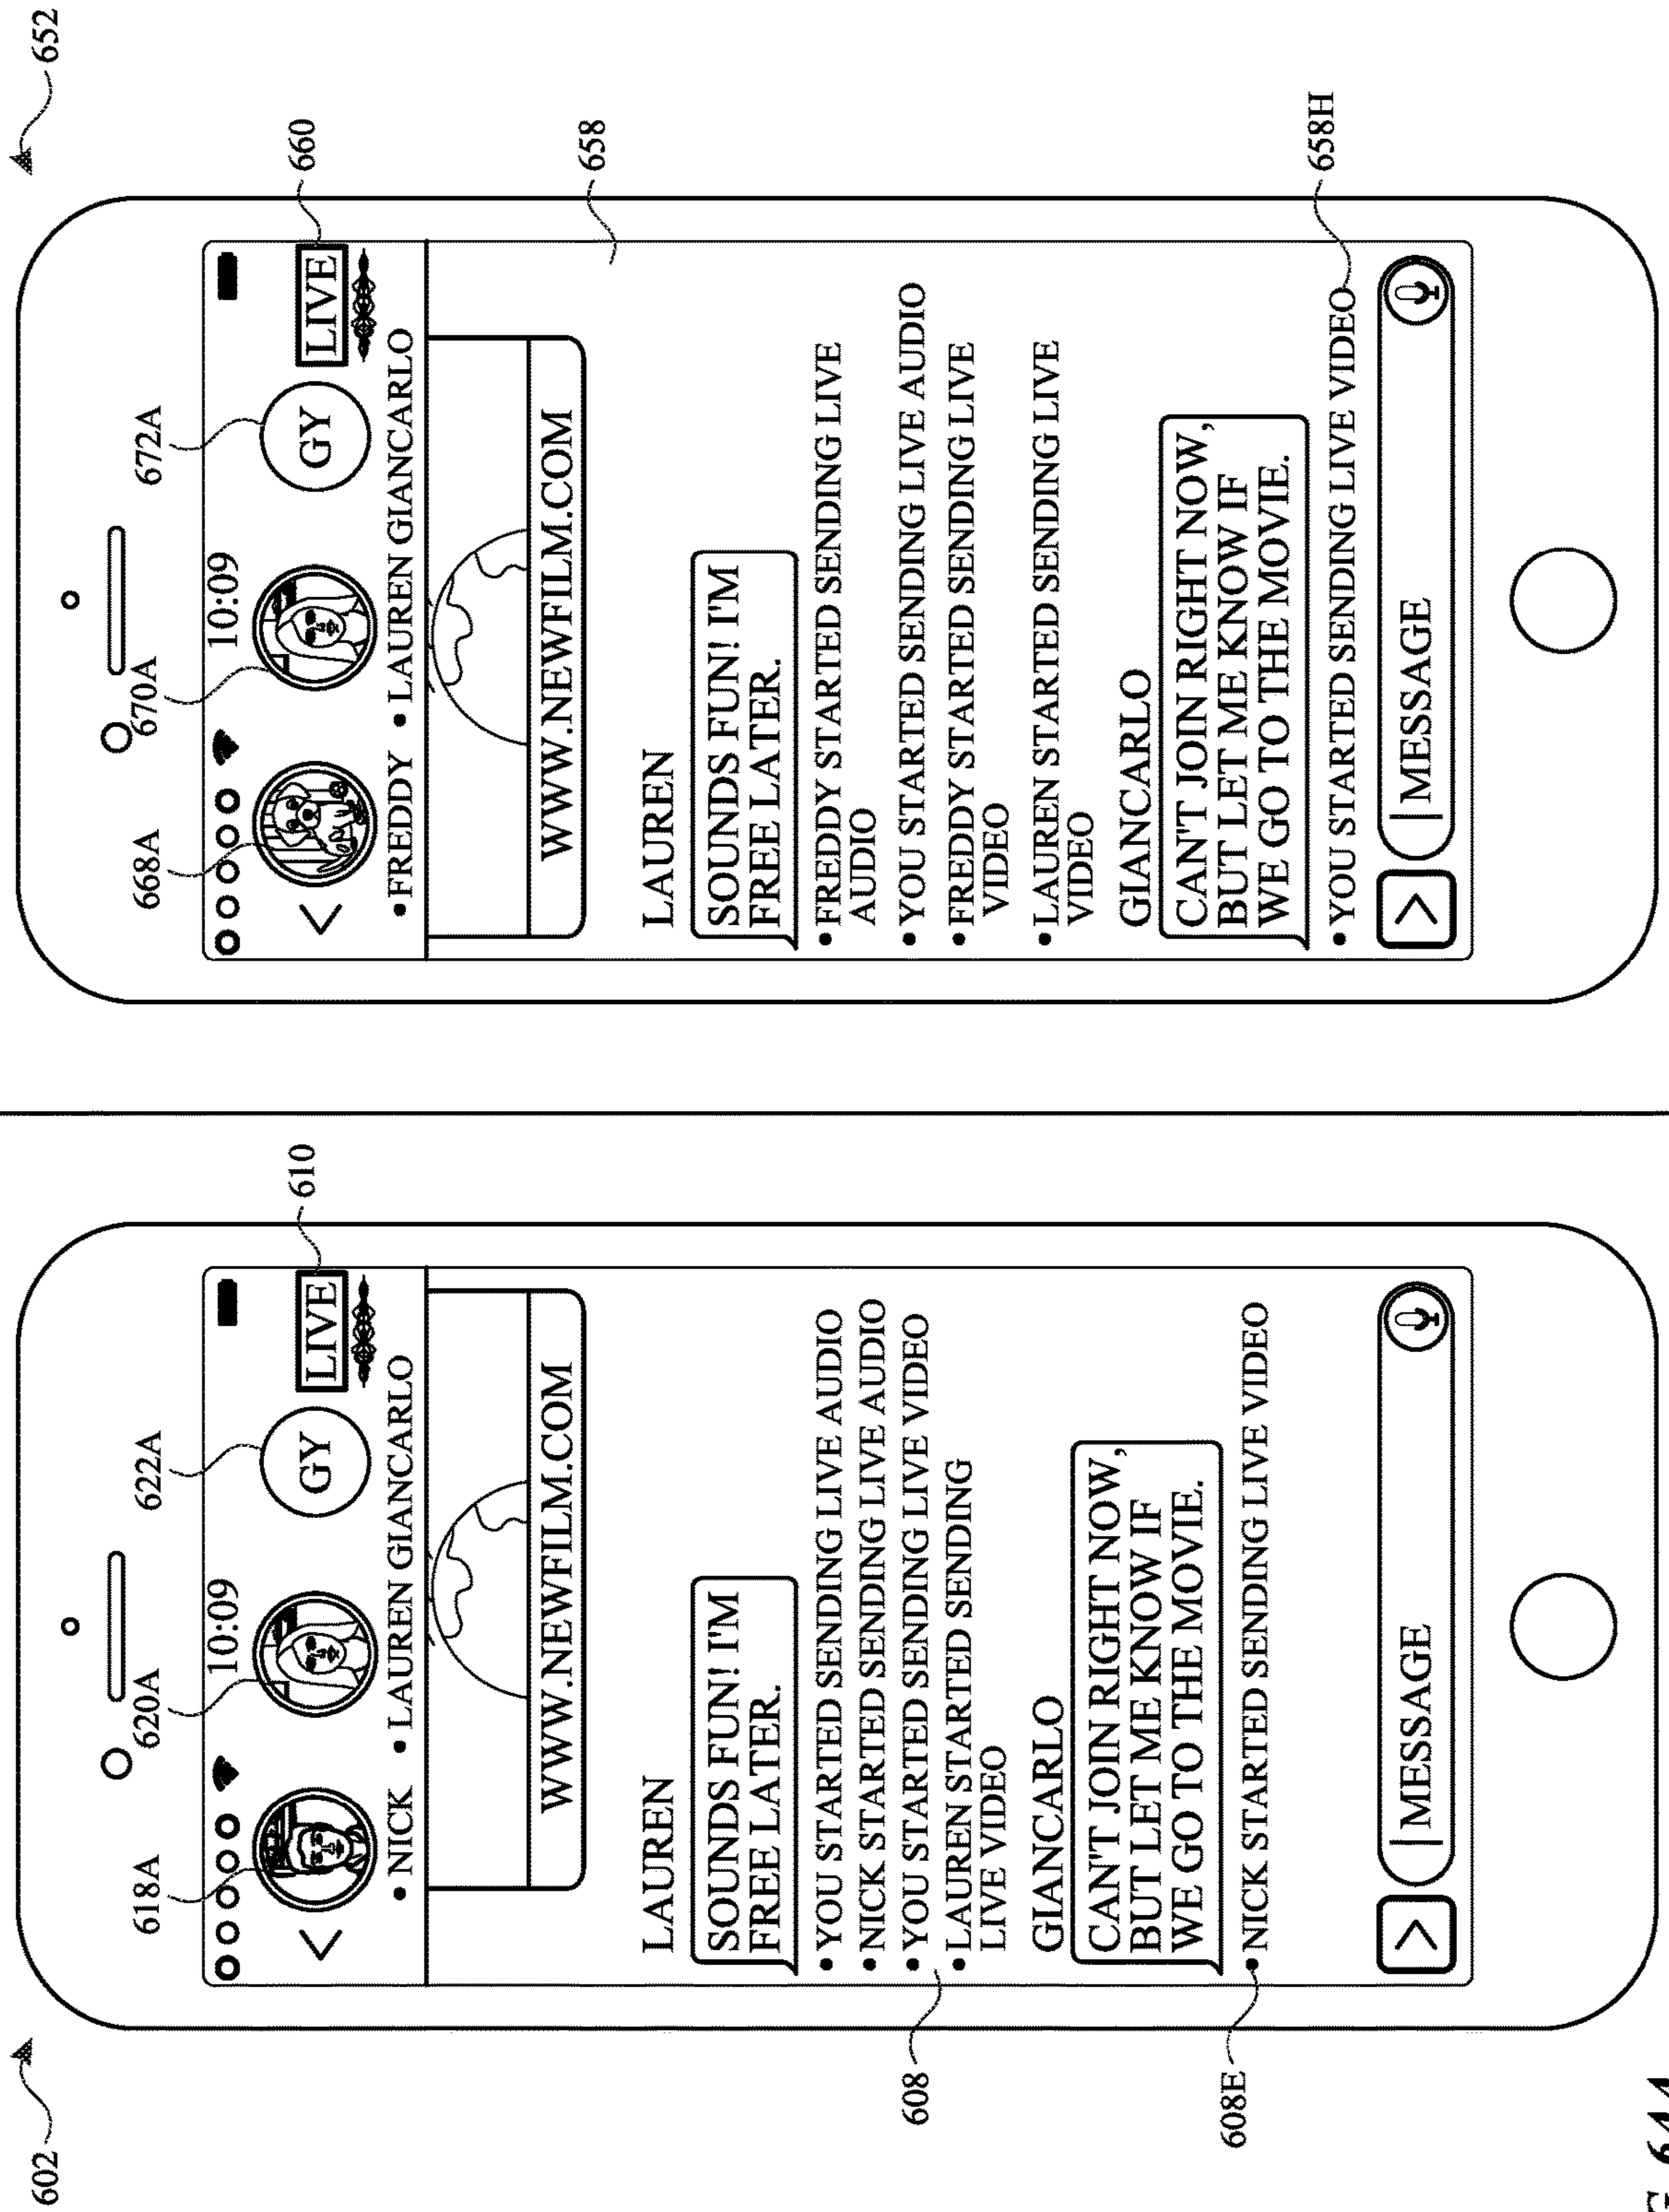 602
618A
620A
622A
10:09
GY
LIVE
610
• NICK • LAUREN GIANCARLO
WWW.NEWFILM.COM
LAUREN
SOUNDS FUN! I'M
FREE LATER.
• YOU STARTED SENDING LIVE AUDIO
• NICK STARTED SENDING LIVE AUDIO
• YOU STARTED SENDING LIVE VIDEO
• LAUREN STARTED SENDING
LIVE VIDEO
608
GIANCARLO
CAN'T JOIN RIGHT NOW,
BUT LET ME KNOW IF
WE GO TO THE MOVIE.
• NICK STARTED SENDING LIVE VIDEO
608E
MESSAGE
652
668A
670A
672A
10:09
GY
LIVE
660
• FREDDY • LAUREN GIANCARLO
WWW.NEWFILM.COM
658
LAUREN
SOUNDS FUN! I'M
FREE LATER.
• FREDDY STARTED SENDING LIVE
AUDIO
• YOU STARTED SENDING LIVE AUDIO
• FREDDY STARTED SENDING LIVE
VIDEO
• LAUREN STARTED SENDING LIVE
VIDEO
GIANCARLO
CAN'T JOIN RIGHT NOW,
BUT LET ME KNOW IF
WE GO TO THE MOVIE.
• YOU STARTED SENDING LIVE VIDEO
658H
MESSAGE